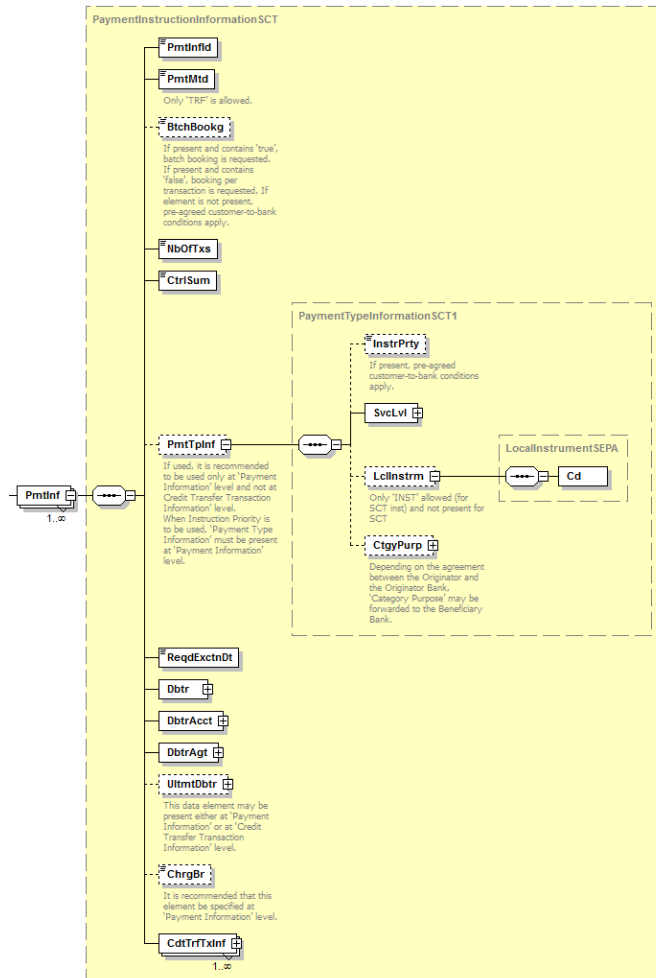 PaymentInstructionInformationSCT
PmtInfId
PmtMtd
Only 'TRF' is allowed.
BtchBookg
If present and contains 'true',
batch booking is requested.
If present and contains
'false', booking per
transaction is requested. If
element is not present,
pre-agreed customer-to-bank
conditions apply.
NbOfTxs
CtrlSum
PaymentTypeInformationSCT1
InstrPrty
If present, pre-agreed
customer-to-bank conditions
apply.
SvcLvl
PmtTpInf
If used, it is recommended
to be used only at 'Payment
Information' level and not at
Credit Transfer Transaction
Information' level.
When Instruction Priority is
to be used, 'Payment Type
Information' must be present
at 'Payment Information'
level.
LocalInstrumentSEPA
LclInstrm
Cd
Only 'INST' allowed (for
SCT inst) and not present for
SCT
CtgyPurp
Depending on the agreement
between the Originator and
the Originator Bank,
'Category Purpose' may be
forwarded to the Beneficiary
Bank.
PmtInf
1..∞
ReqdExctnDt
Dbtr
DbtrAcct
DbtrAgt
UltmtDbtr
This data element may be
present either at 'Payment
Information' or at 'Credit
Transfer Transaction
Information' level.
ChrgBr
It is recommended that this
element be specified at
'Payment Information' level.
CdtTrfTxInf
1..∞